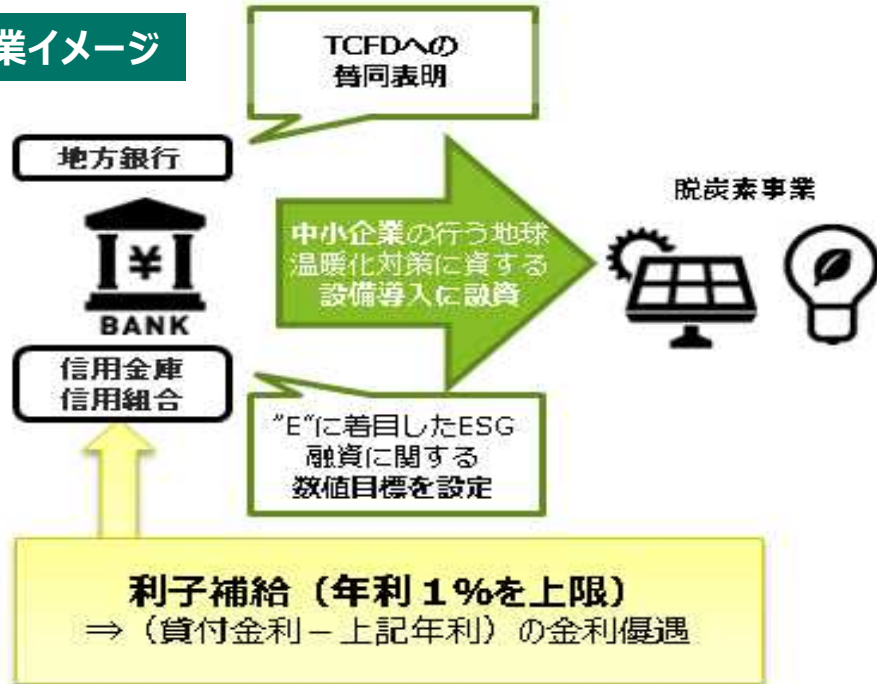 業イメージ
TCFDへの
賛同表明
地方銀行
脱炭素事業
中小企業の行う地球
温暖化対策に資する
設備導入に融資
¥
BANK
信用金庫
信用組合
”E“に着目したESG
融資に関する
数値目標を設定
利子補給（年利１％を上限）
⇒（貸付金利－上記年利）の金利優遇